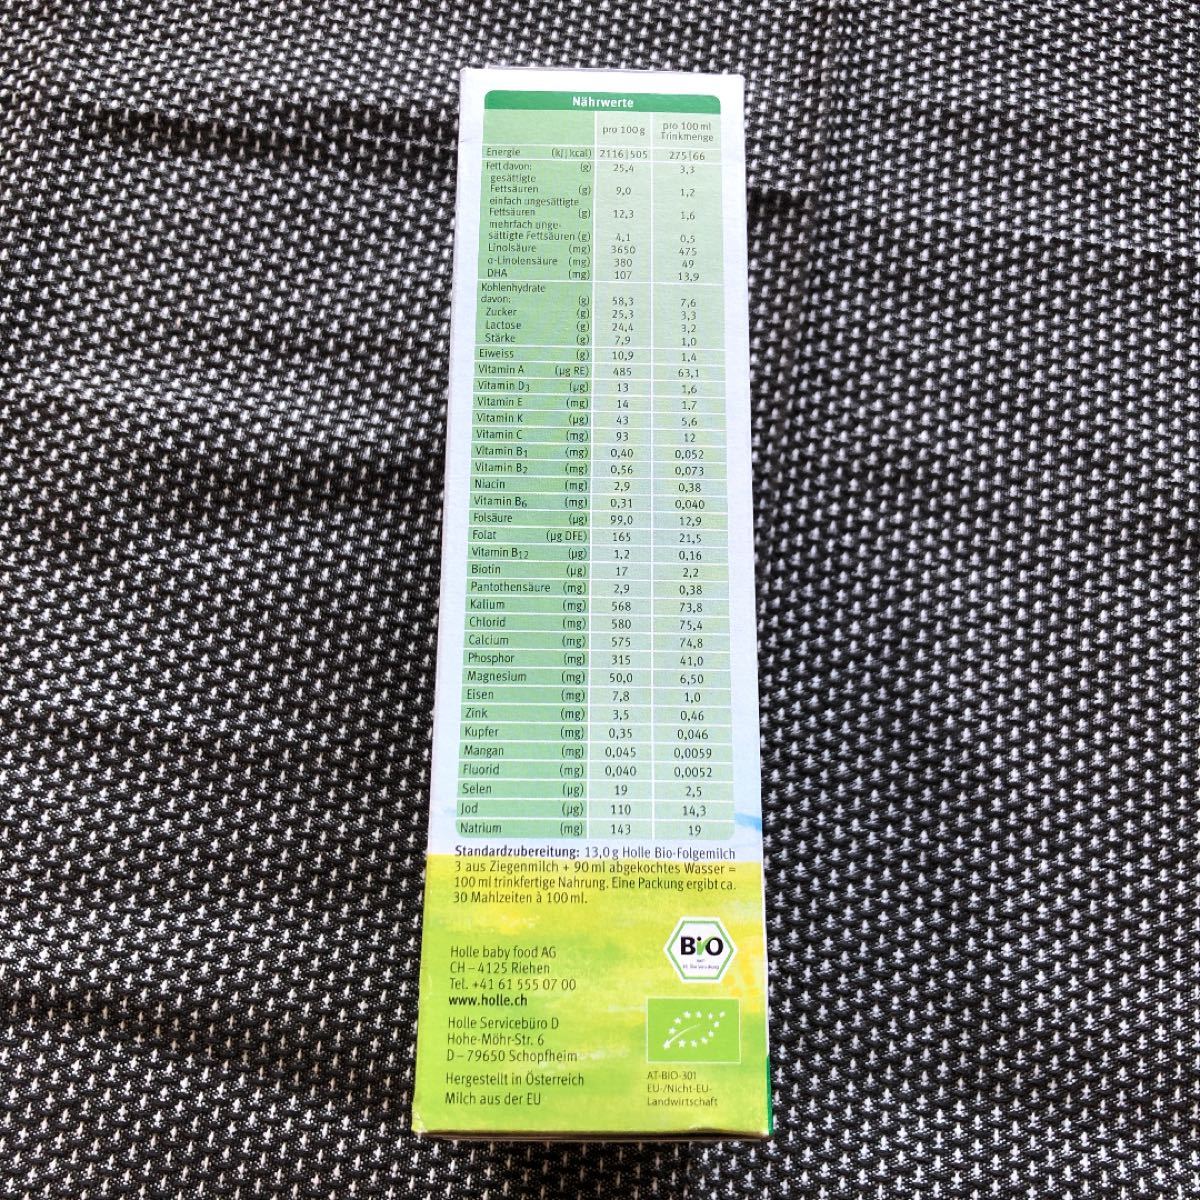 Nährwerte
pro 100 g pro 100 ml
Trinkmenge
Energie (kj|kcal) 2116|505 275|66
Fett davon: (g) 25,4 3,3
gesättigte
Fettsäuren (g) 9,0 1,2
einfach ungesättigte
Fettsäuren (g) 12,3 1,6
mehrfach unge-
sättigte Fettsäuren (g) 4,1 0,5
Linolsäure (mg) 3650 475
α-Linolensäure (mg) 380 49
DHA (mg) 107 13,9
Kohlenhydrate
davon: (g) 58,3 7,6
Zucker (g) 25,3 3,3
Lactose (g) 24,4 3,2
Stärke (g) 7,9 1,0
Eiweiss (g) 10,9 1,4
Vitamin A (µg RE) 485 63,1
Vitamin D3 (µg) 13 1,6
Vitamin E (mg) 14 1,7
Vitamin K (µg) 43 5,6
Vitamin C (mg) 93 12
Vitamin B1 (mg) 0,40 0,052
Vitamin B2 (mg) 0,56 0,073
Niacin (mg) 2,9 0,38
Vitamin B6 (mg) 0,31 0,040
Folsäure (µg) 99,0 12,9
Folat (µg DFE) 165 21,5
Vitamin B12 (µg) 1,2 0,16
Biotin (µg) 17 2,2
Pantothensäure (mg) 2,9 0,38
Kalium (mg) 568 73,8
Chlorid (mg) 580 75,4
Calcium (mg) 575 74,8
Phosphor (mg) 315 41,0
Magnesium (mg) 50,0 6,50
Eisen (mg) 7,8 1,0
Zink (mg) 3,5 0,46
Kupfer (mg) 0,35 0,046
Mangan (mg) 0,045 0,0059
Fluorid (mg) 0,040 0,0052
Selen (µg) 19 2,5
Jod (µg) 110 14,3
Natrium (mg) 143 19
Standardzubereitung: 13,0 g Holle Bio-Folgemilch
3 aus Ziegenmilch + 90 ml abgekochtes Wasser =
100 ml trinkfertige Nahrung. Eine Packung ergibt ca.
30 Mahlzeiten à 100 ml.
Holle baby food AG
CH – 4125 Riehen
Tel. +41 61 555 07 00
www.holle.ch
Holle Servicebüro D
Hohe-Möhr-Str. 6
D – 79650 Schopfheim
Hergestellt in Österreich
Milch aus der EU
BiO
AT-BIO-301
EU-/Nicht-EU-
Landwirtschaft